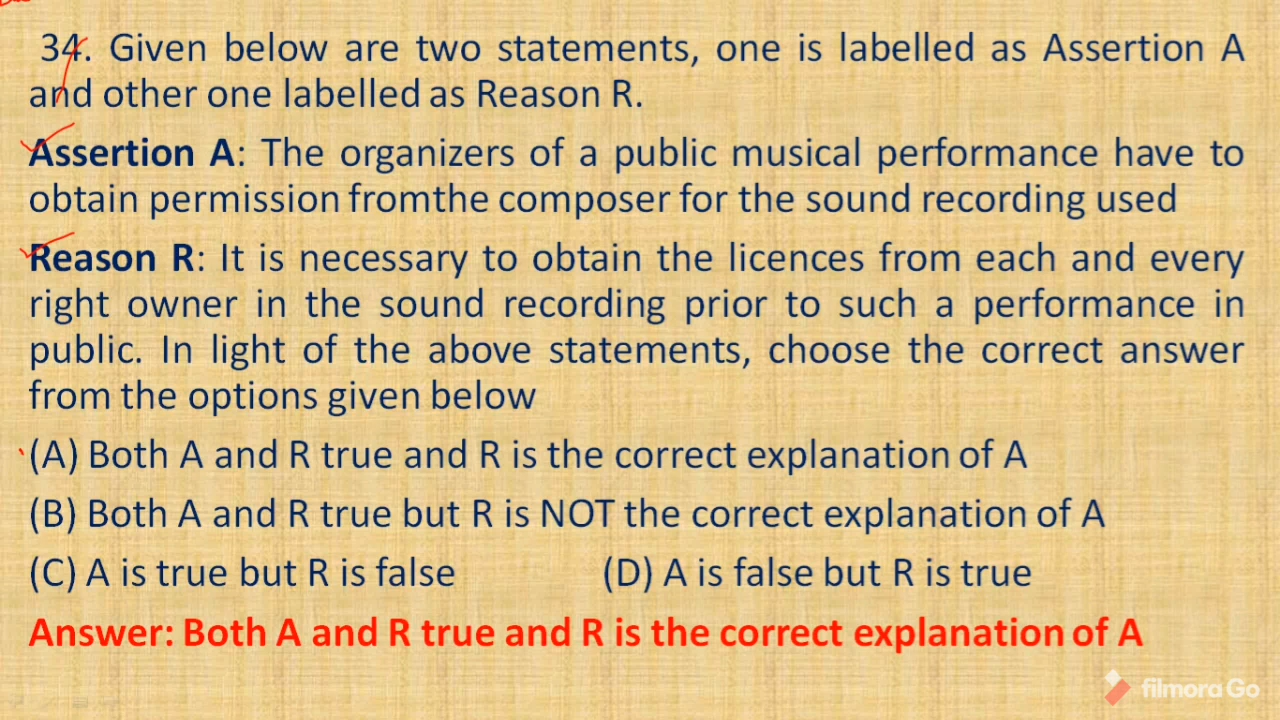 34. Given below are two statements, one is labelled as Assertion A
and other one labelled as Reason R.
Assertion A: The organizers of a public musical performance have to
obtain permission fromthe composer for the sound recording used
Reason R: It is necessary to obtain the licences from each and every
right owner in the sound recording prior to such a performance in
public. In light of the above statements, choose the correct answer
from the options given below
(A) Both A and R true and R is the correct explanation of A
(B) Both A and R true but R is NOT the correct explanation of A
(C) A is true but R is false (D) A is false but R is true
Answer: Both A and R true and R is the correct explanation of A
filmora Go